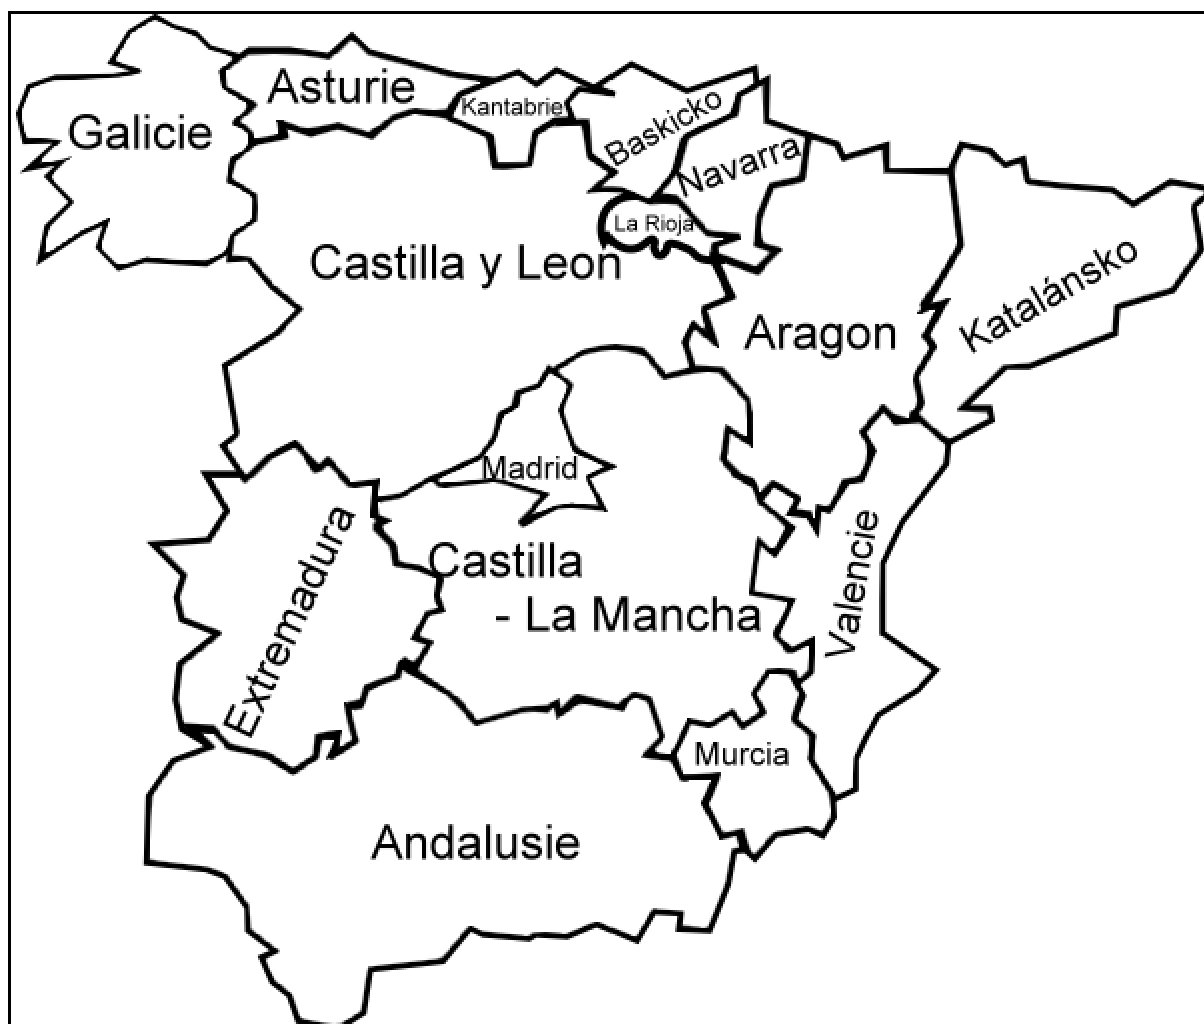 Asturie
Kantabrie
Baskicko
Galicie
Navarra
La Rioja
Castilla y Leon
Katalánsko
Aragon
Madrid
Castilla
- La Mancha
Valencie
Extremadura
Murcia
Andalusie